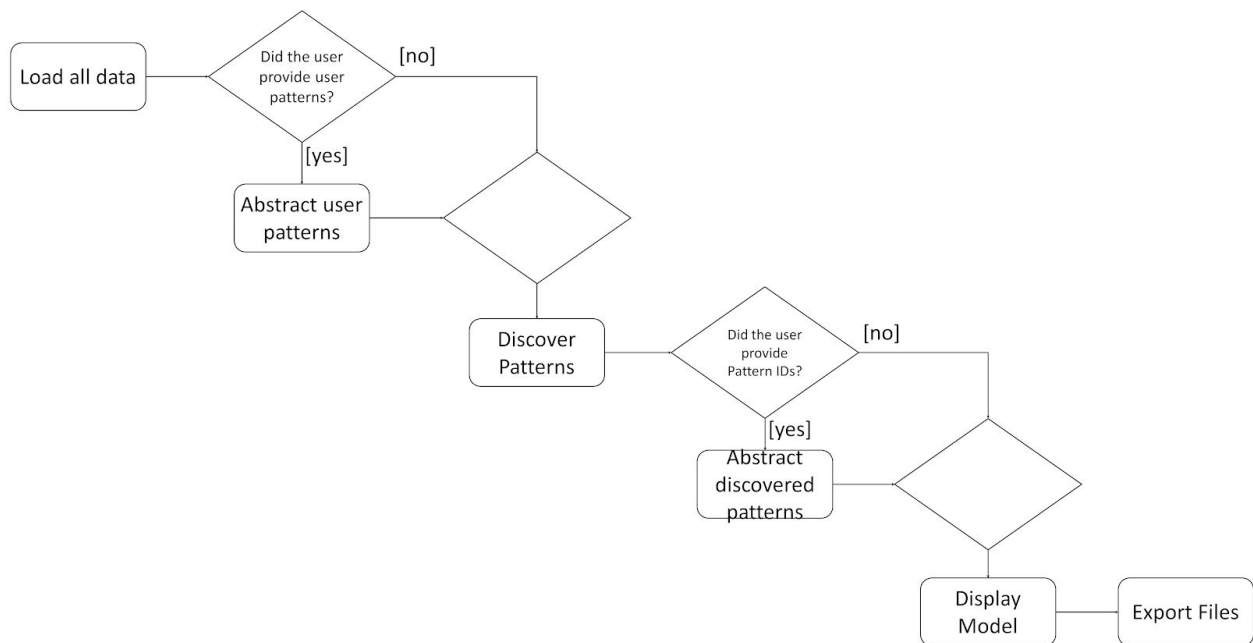 Load all data
Did the user
provide user
patterns?
[no]
[yes]
Abstract user
patterns
Discover
Patterns
Did the user
provide
Pattern IDs?
[no]
[yes]
Abstract
discovered
patterns
Display
Model
Export Files